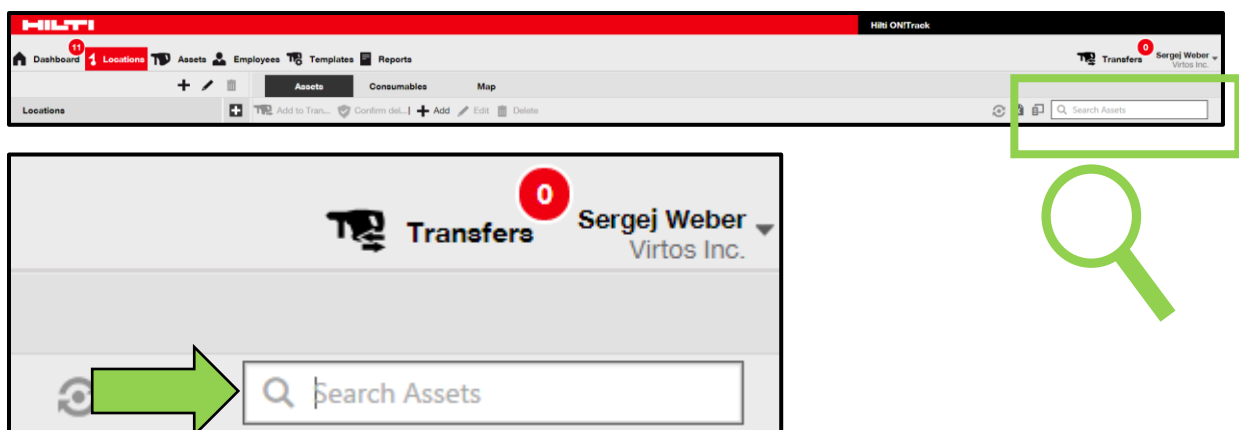 HILTI
Hilti ON!Track
11
0
Dashboard Locations Assets Employees Templates Reports
Transfers Sergej Weber
Virtos Inc.
Assets Consumables Map
Locations
Add to Tran... Confirm del... Add Edit Delete
Search Assets
0
Transfers Sergej Weber
Virtos Inc.
Search Assets